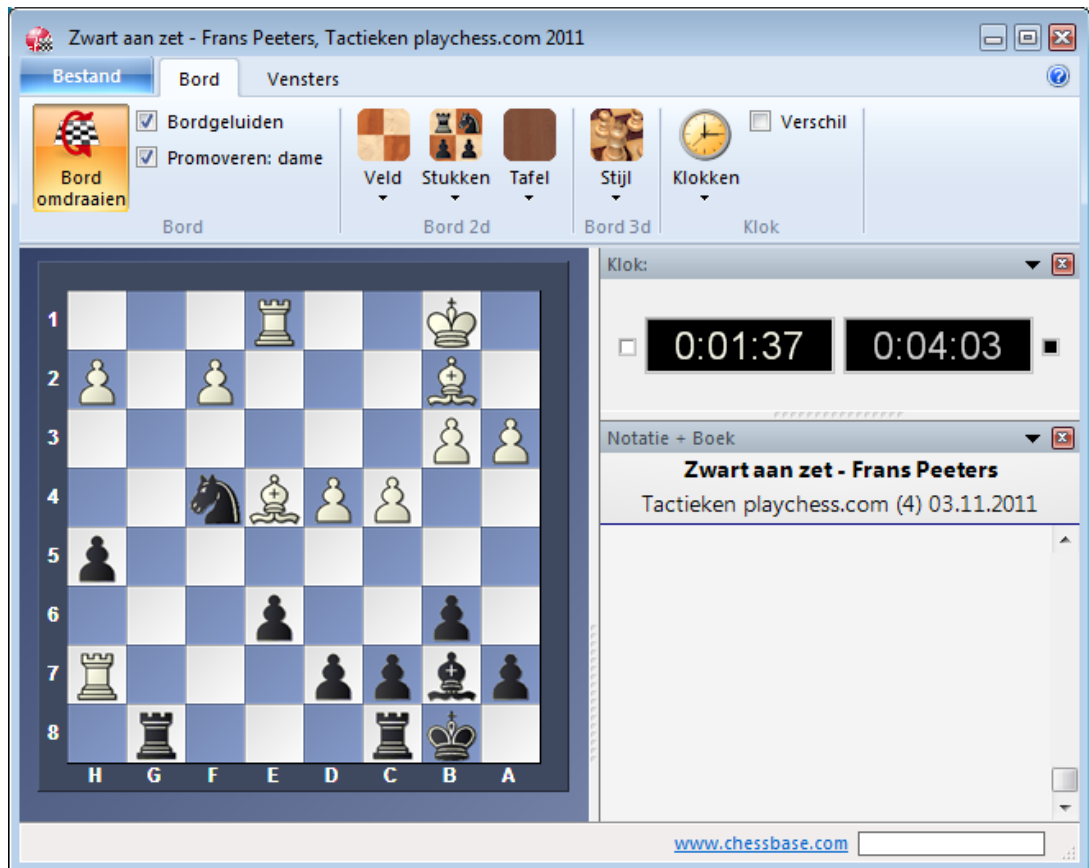 Zwart aan zet - Frans Peeters, Tactieken playchess.com 2011
Bestand Bord Vensters
Bord
omdraaien
Bordgeluiden
Promoveren: dame
Bord
Veld Stukken Tafel
Bord 2d
Stijl
Bord 3d
Klokken
Verschil
Klok
Klok:
0:01:37 0:04:03
Notatie + Boek
Zwart aan zet - Frans Peeters
Tactieken playchess.com (4) 03.11.2011
1
2
3
4
5
6
7
8
H G F E D C B A
www.chessbase.com